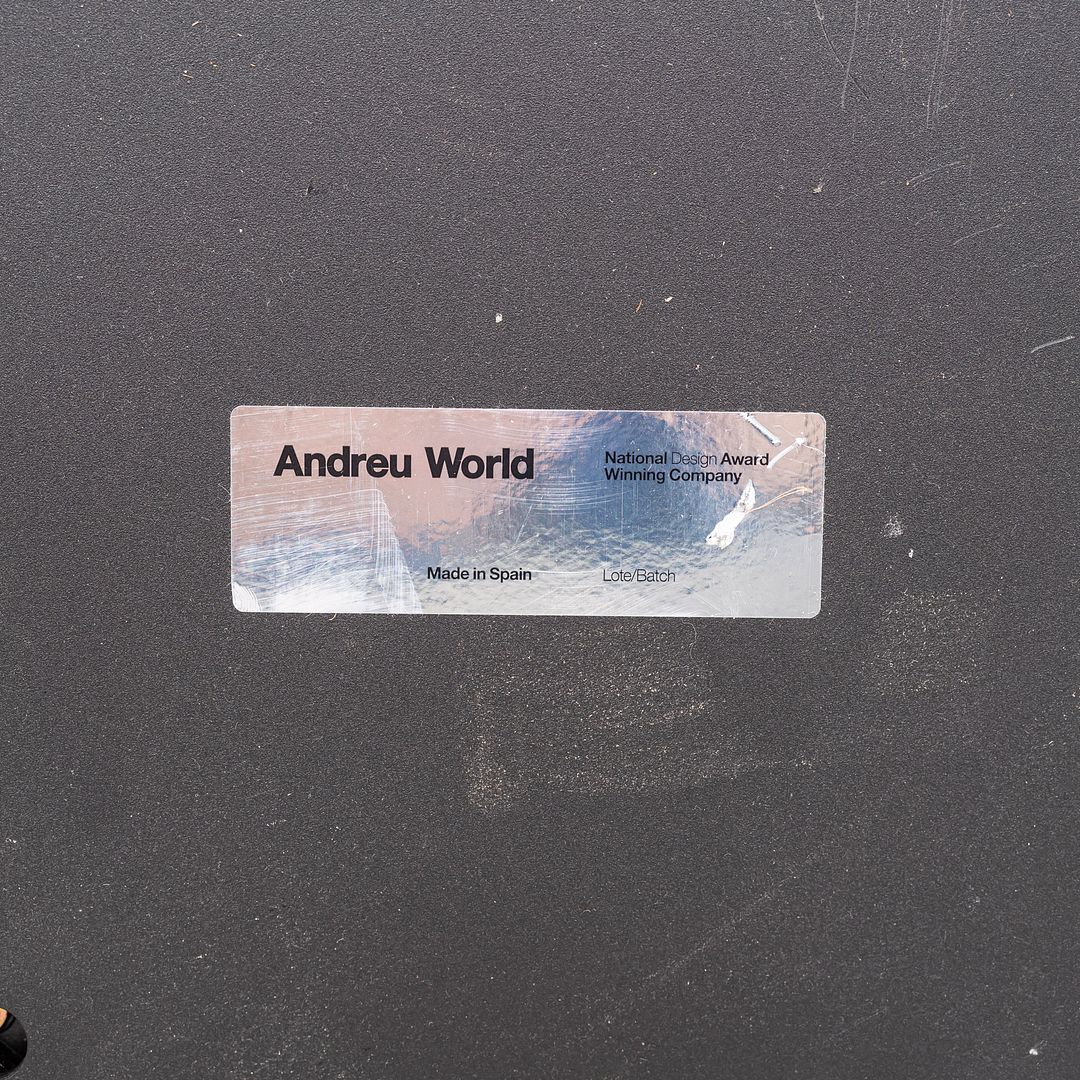 Andreu World
National Design Award
Winning Company
Made in Spain
Lote/Batch